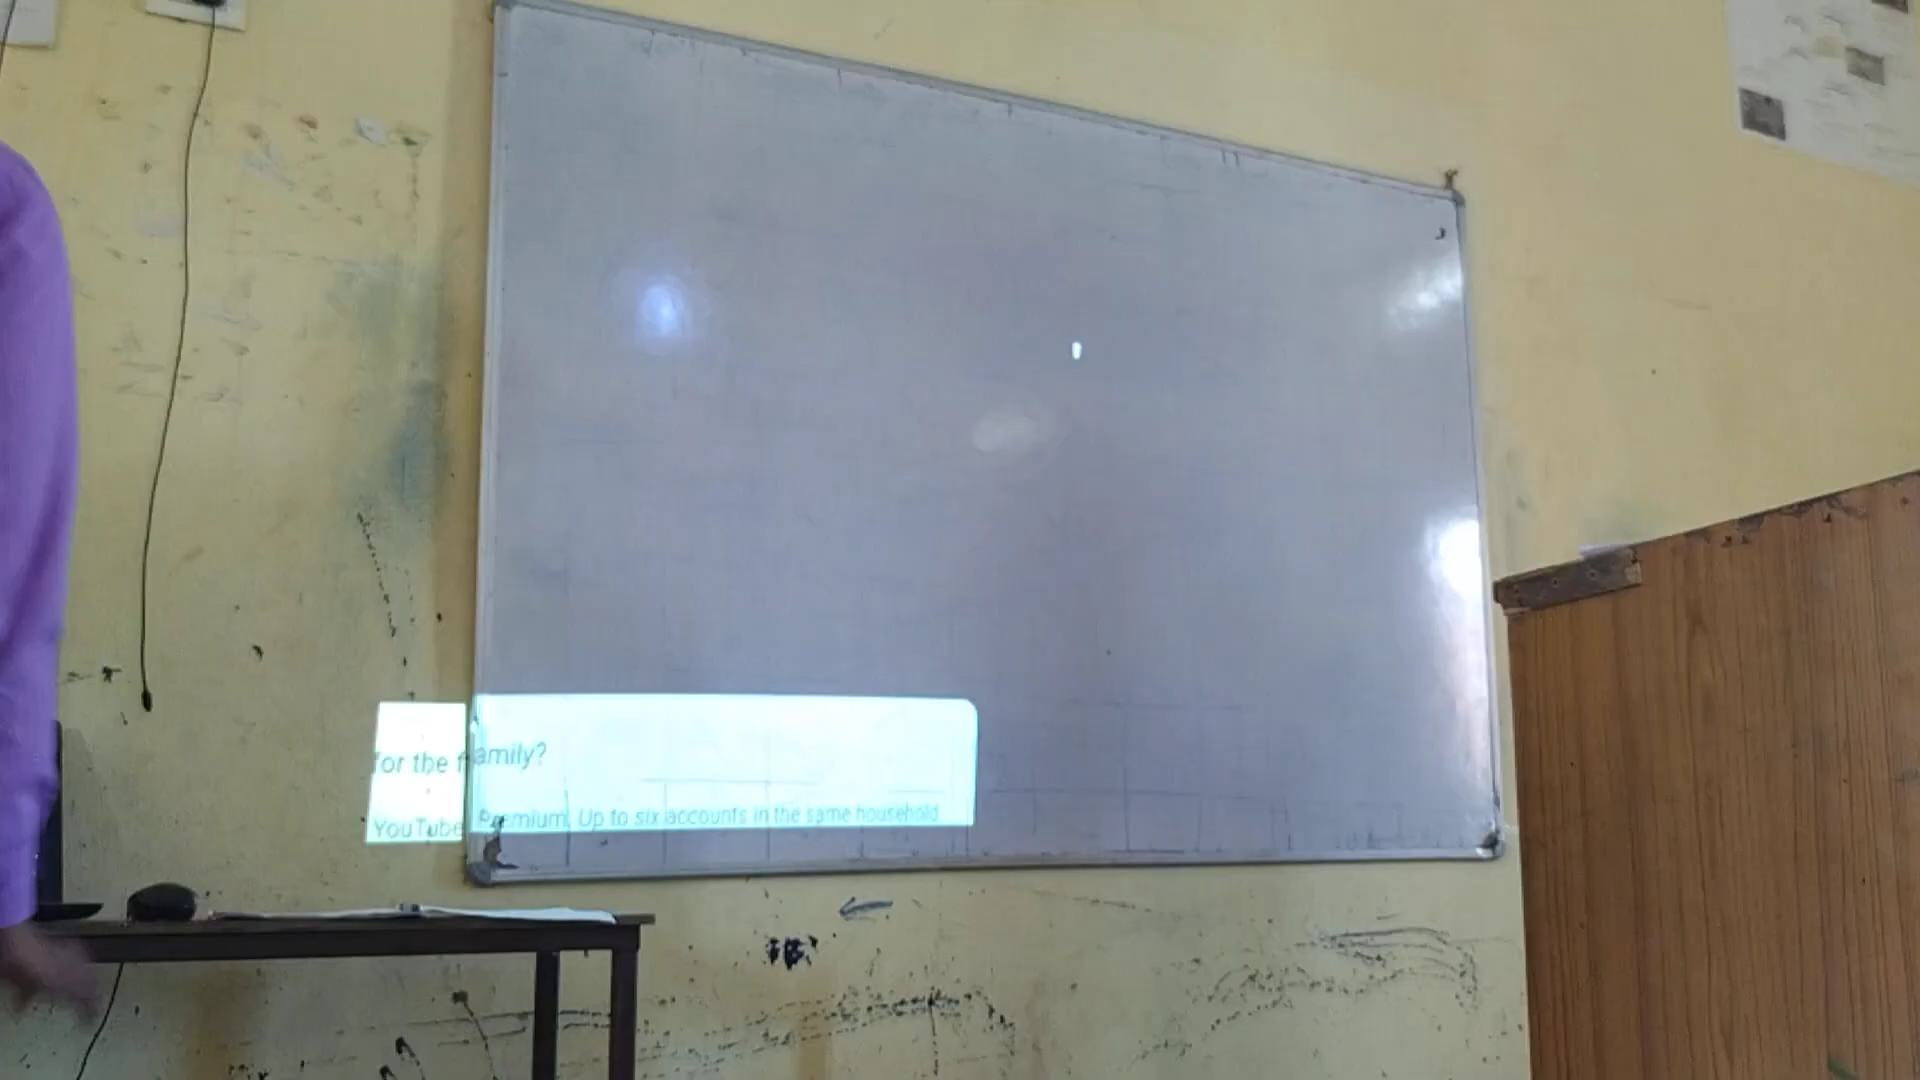 for the family?
YouTube Premium. Up to six accounts in the same household